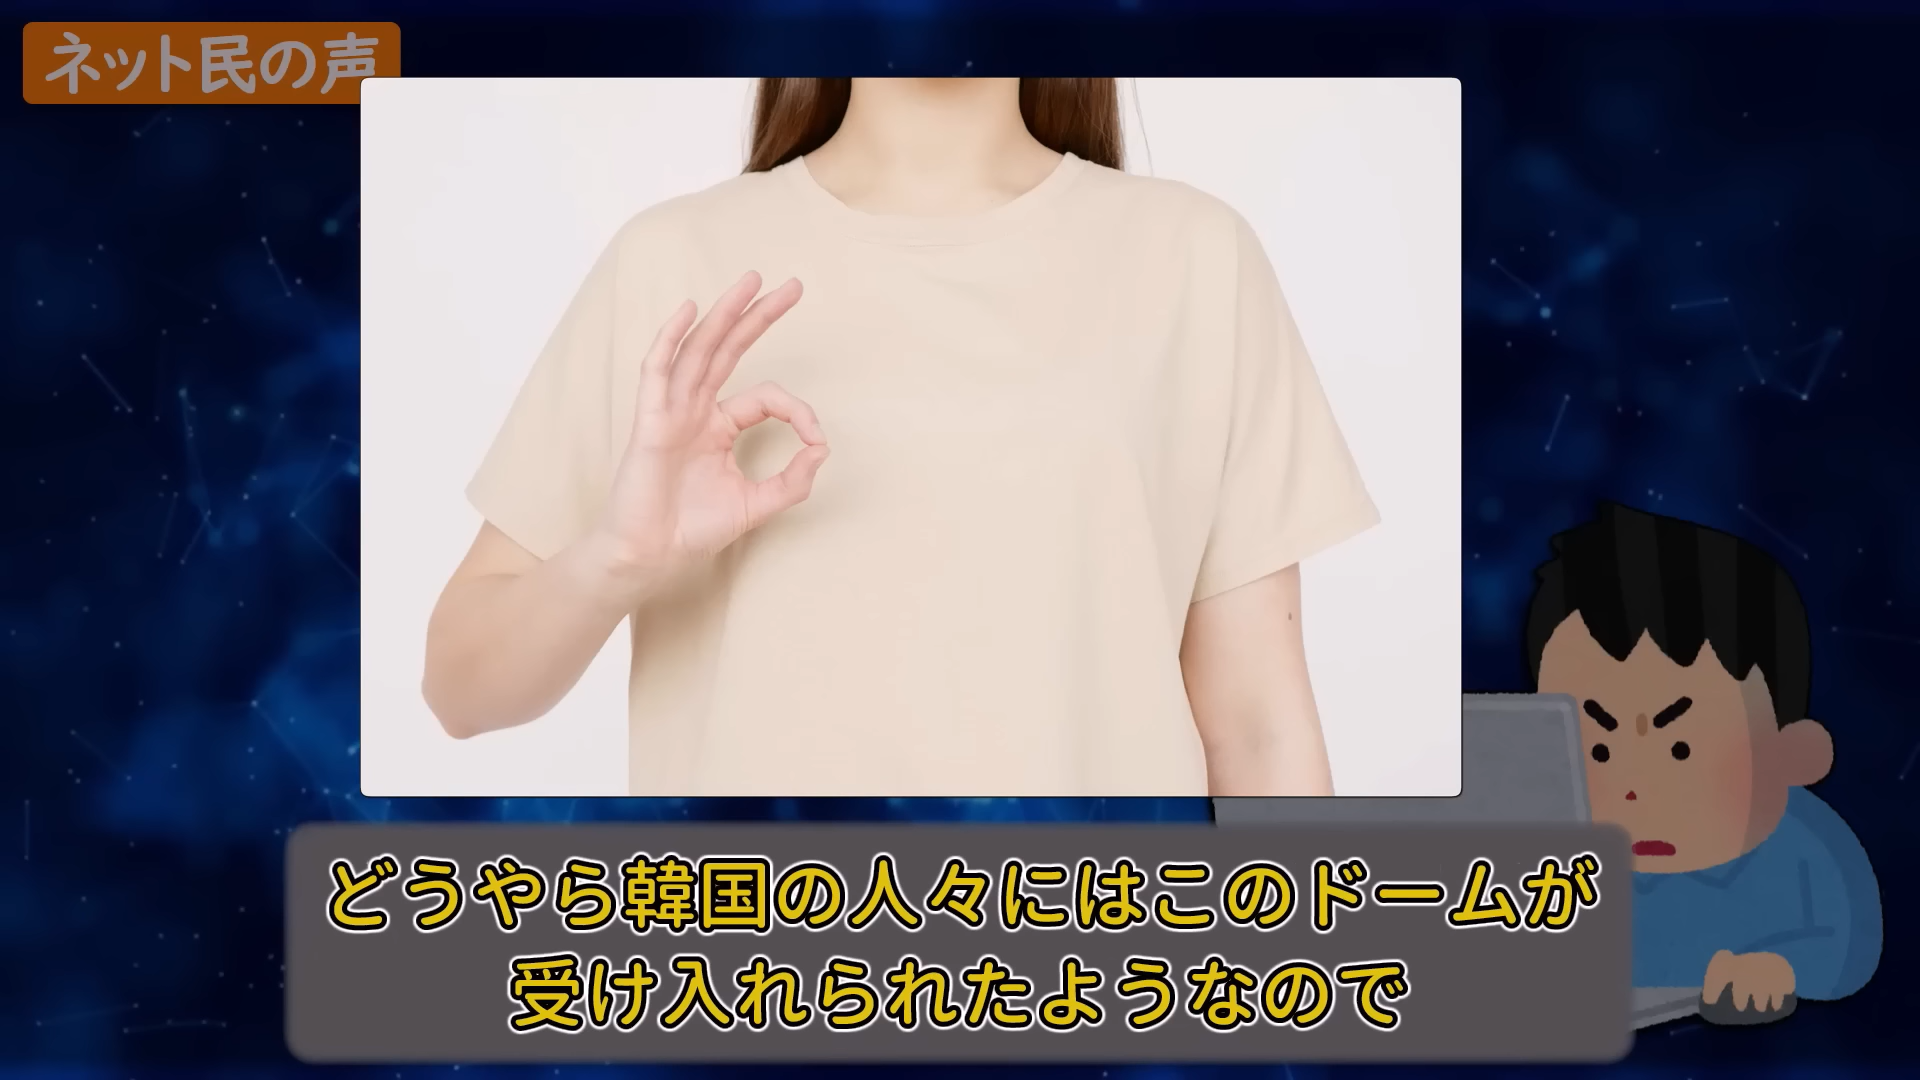 ネット民の声
どうやら韓国の人々にはこのドームが
受け入れられたようなので